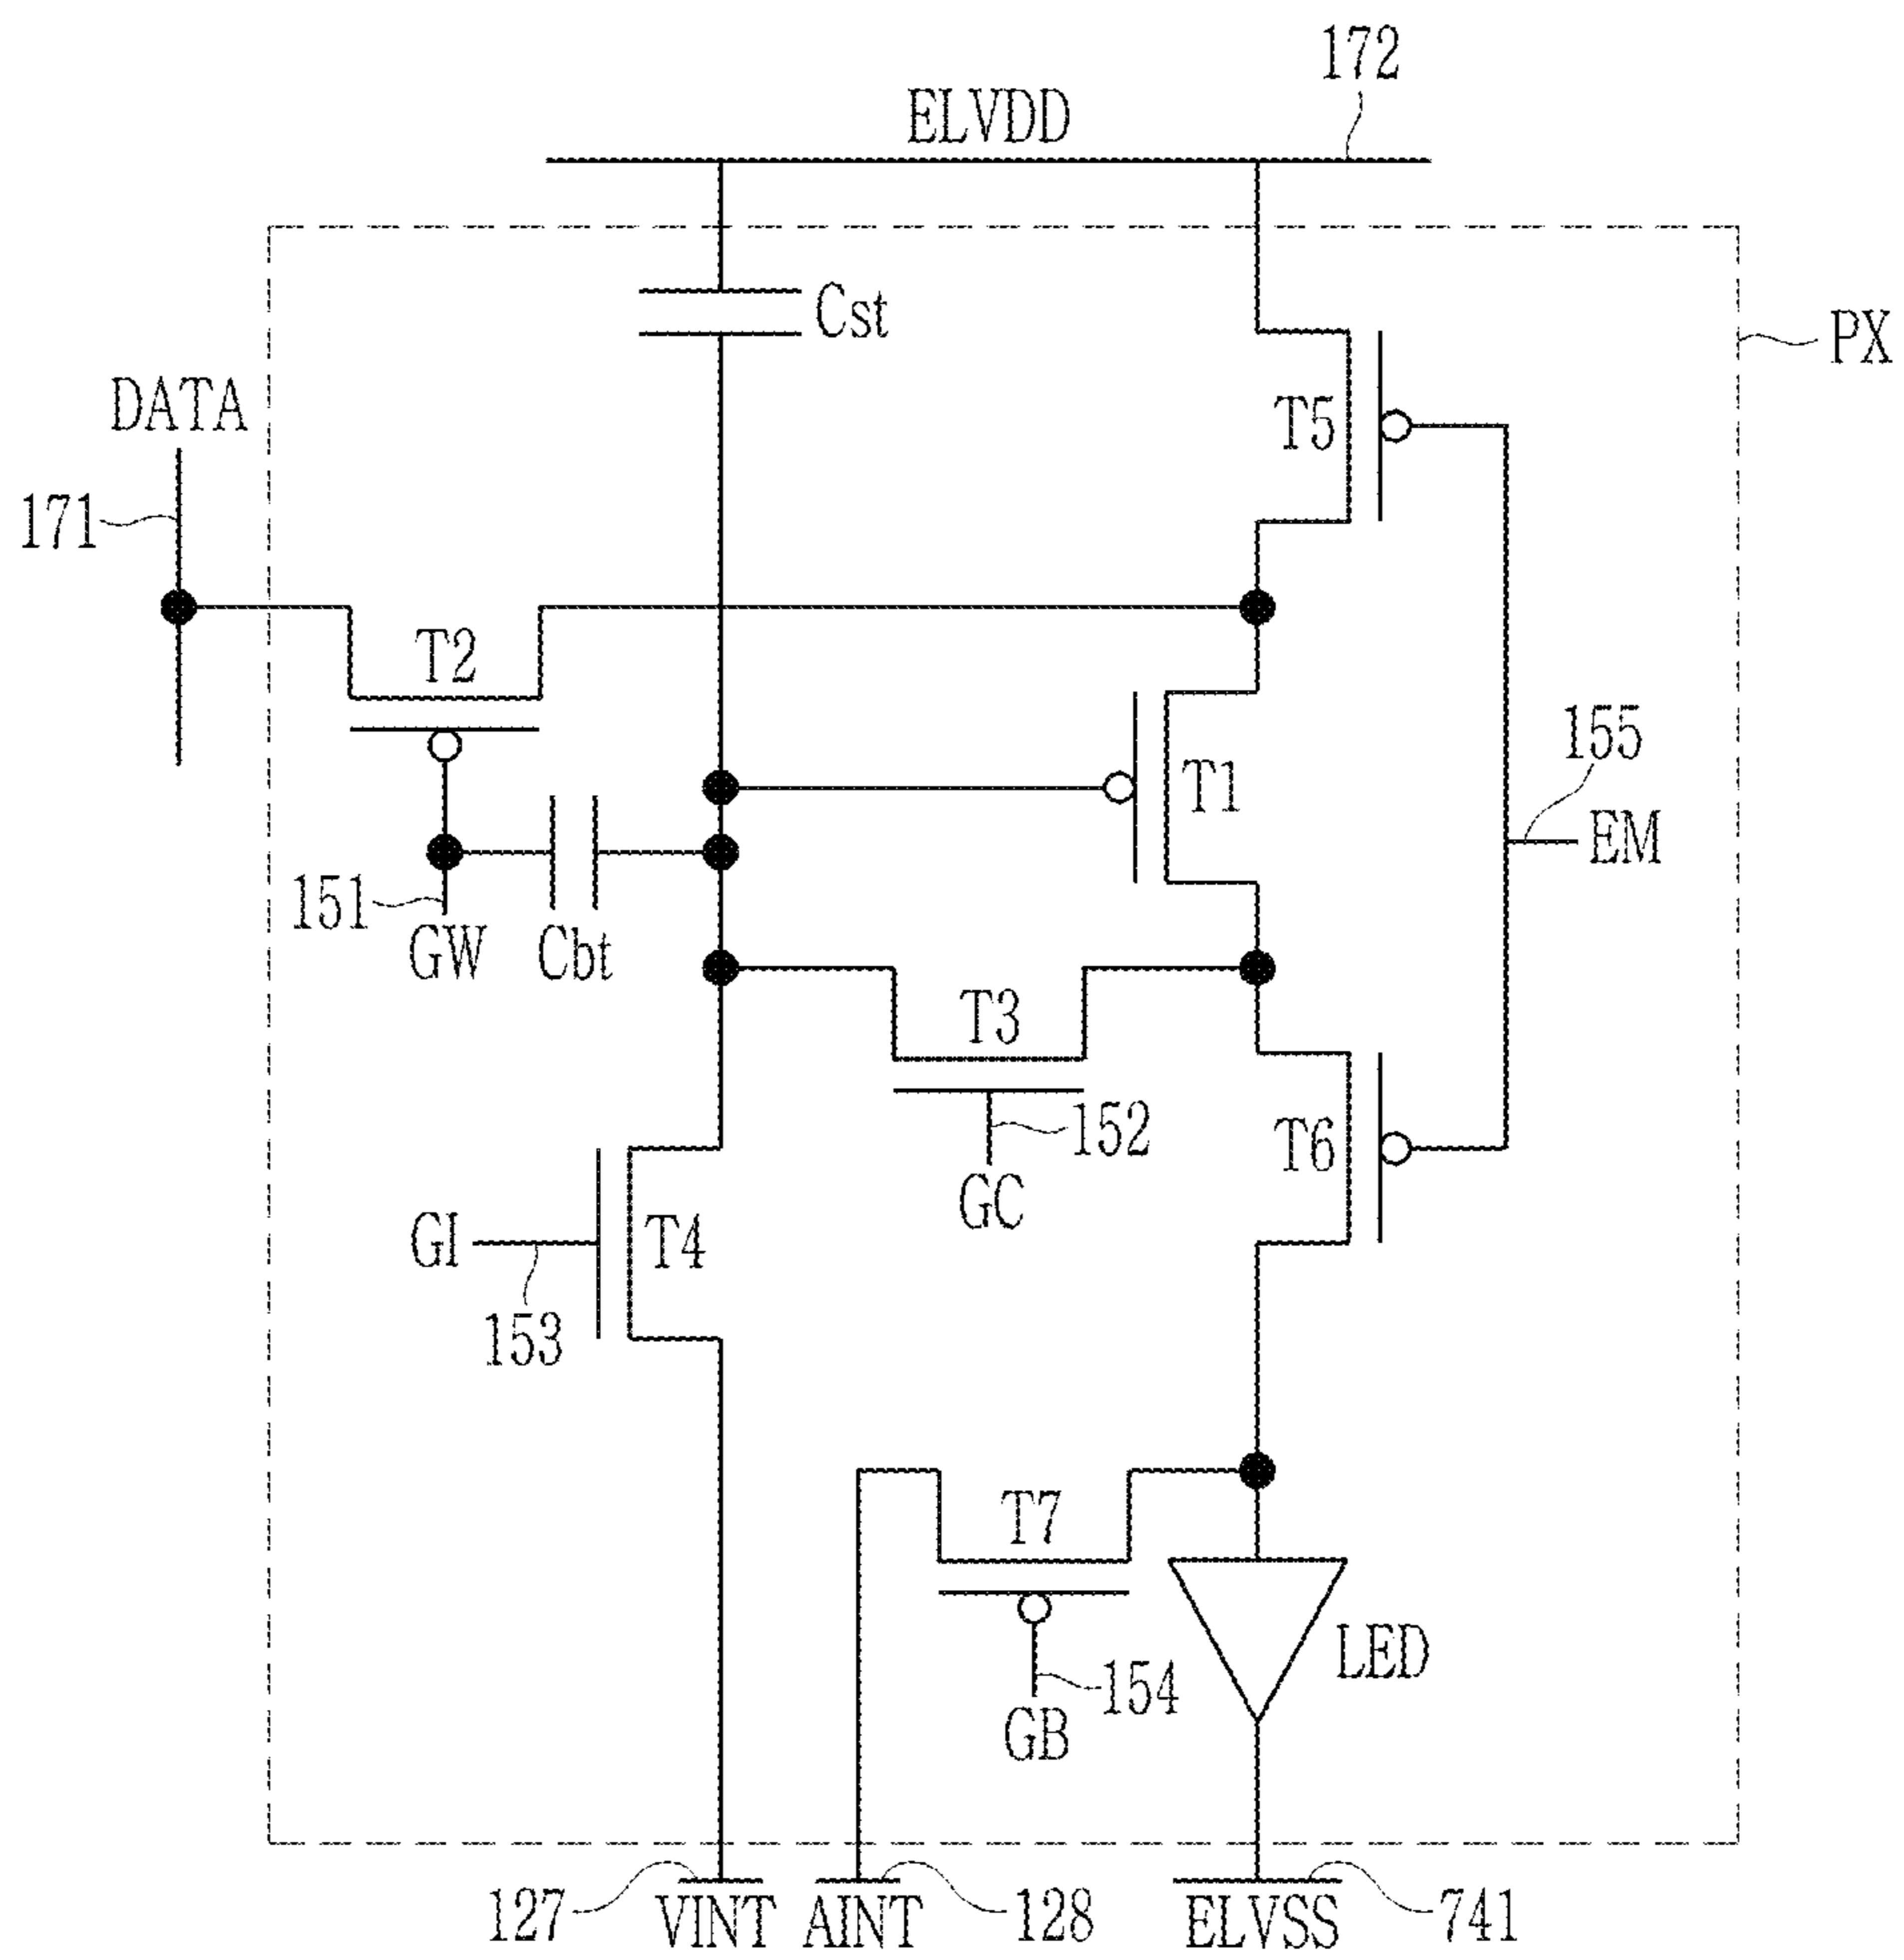 172
ELVDD
Cst
PX
DATA
T5
171
T2
155
T1
EM
151
GW
Cbt
T3
152
T6
GC
GI
T4
153
T7
LED
154
GB
127
VINT
AINT
128
ELVSS
741